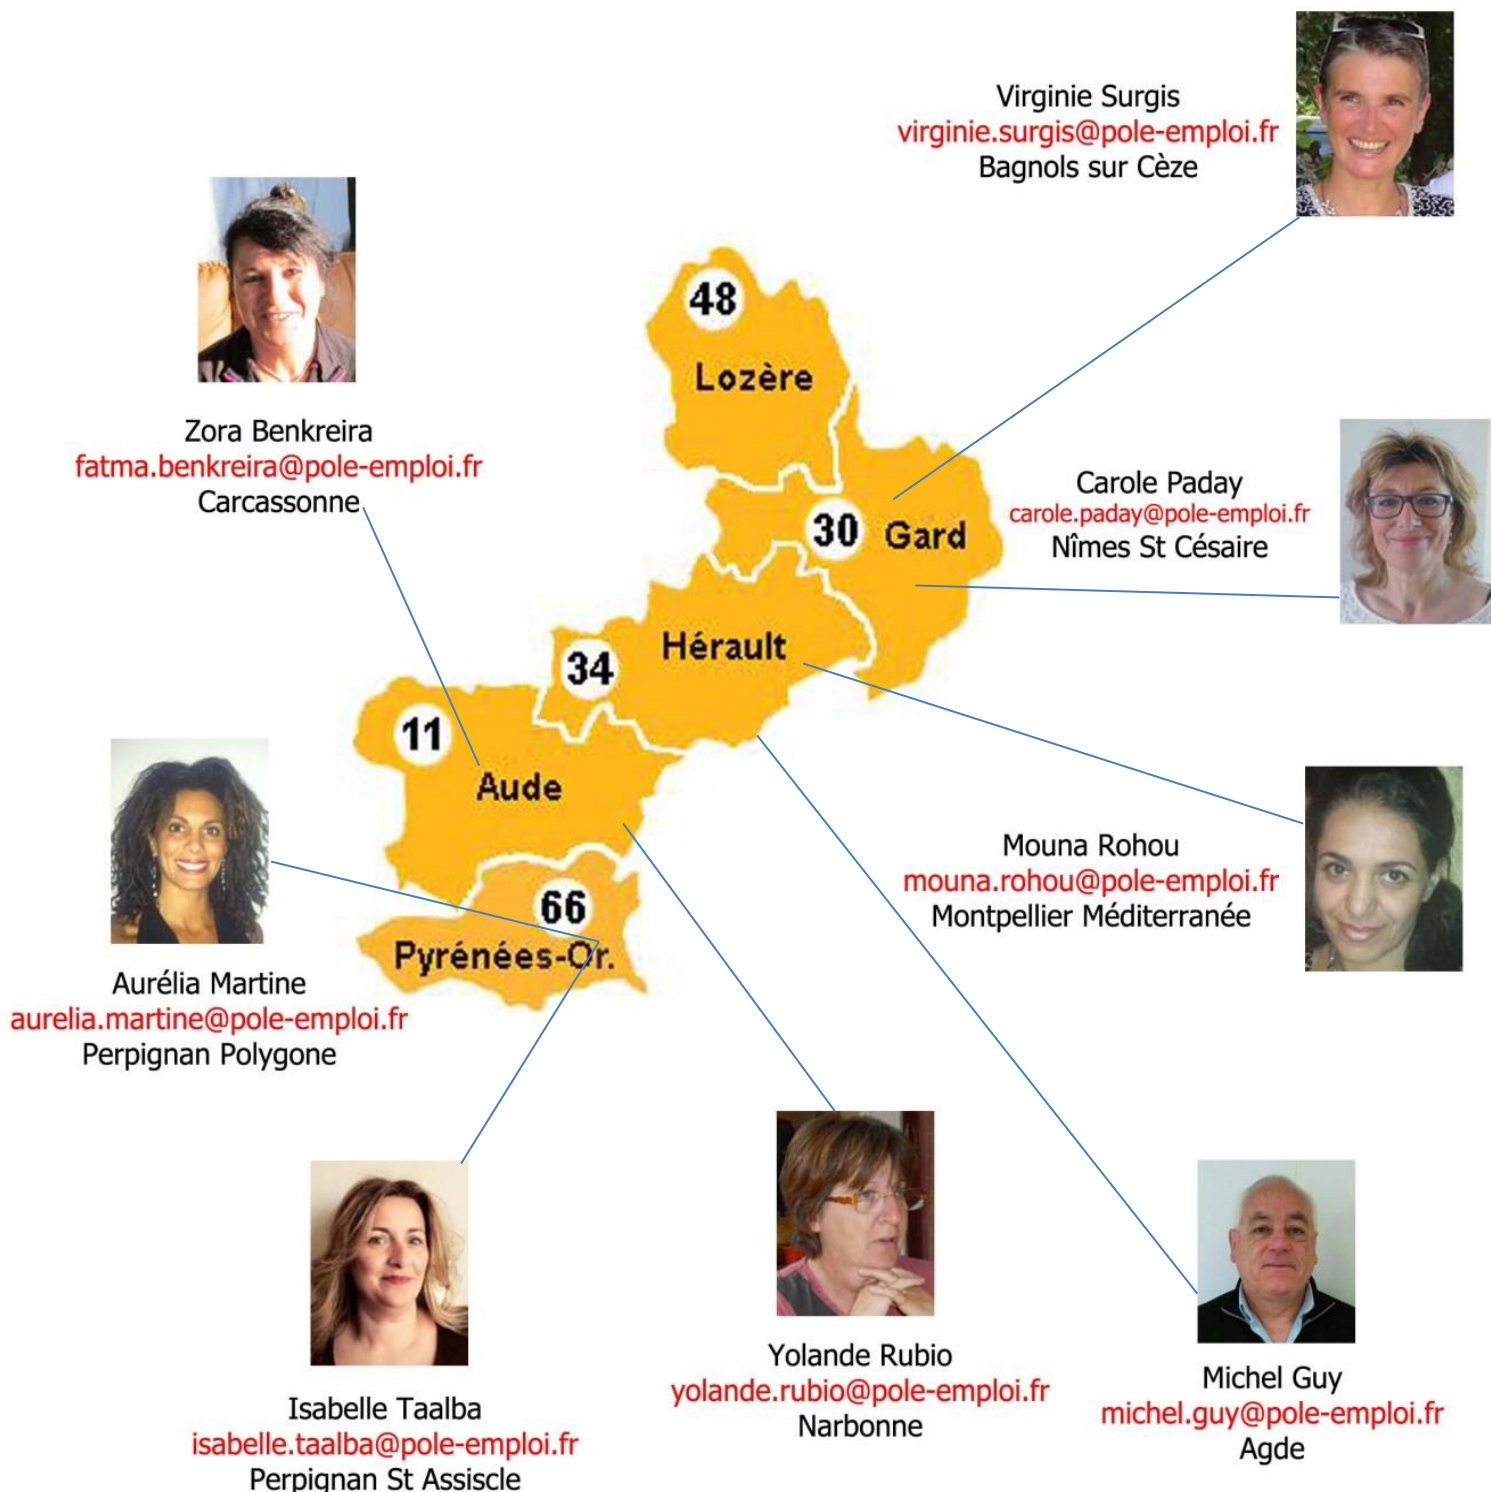 Virginie Surgis
virginie.surgis@pole-emploi.fr
Bagnols sur Cèze
Zora Benkreira
fatma.benkreira@pole-emploi.fr
Carcassonne
48
Lozère
Carole Paday
carole.paday@pole-emploi.fr
Nîmes St Césaire
30 Gard
34 Hérault
11
Aude
66
Pyrénées-Or.
Mouna Rohou
mouna.rohou@pole-emploi.fr
Montpellier Méditerranée
Aurélia Martine
aurelia.martine@pole-emploi.fr
Perpignan Polygone
Isabelle Taalba
isabelle.taalba@pole-emploi.fr
Perpignan St Assiscle
Yolande Rubio
yolande.rubio@pole-emploi.fr
Narbonne
Michel Guy
michel.guy@pole-emploi.fr
Agde